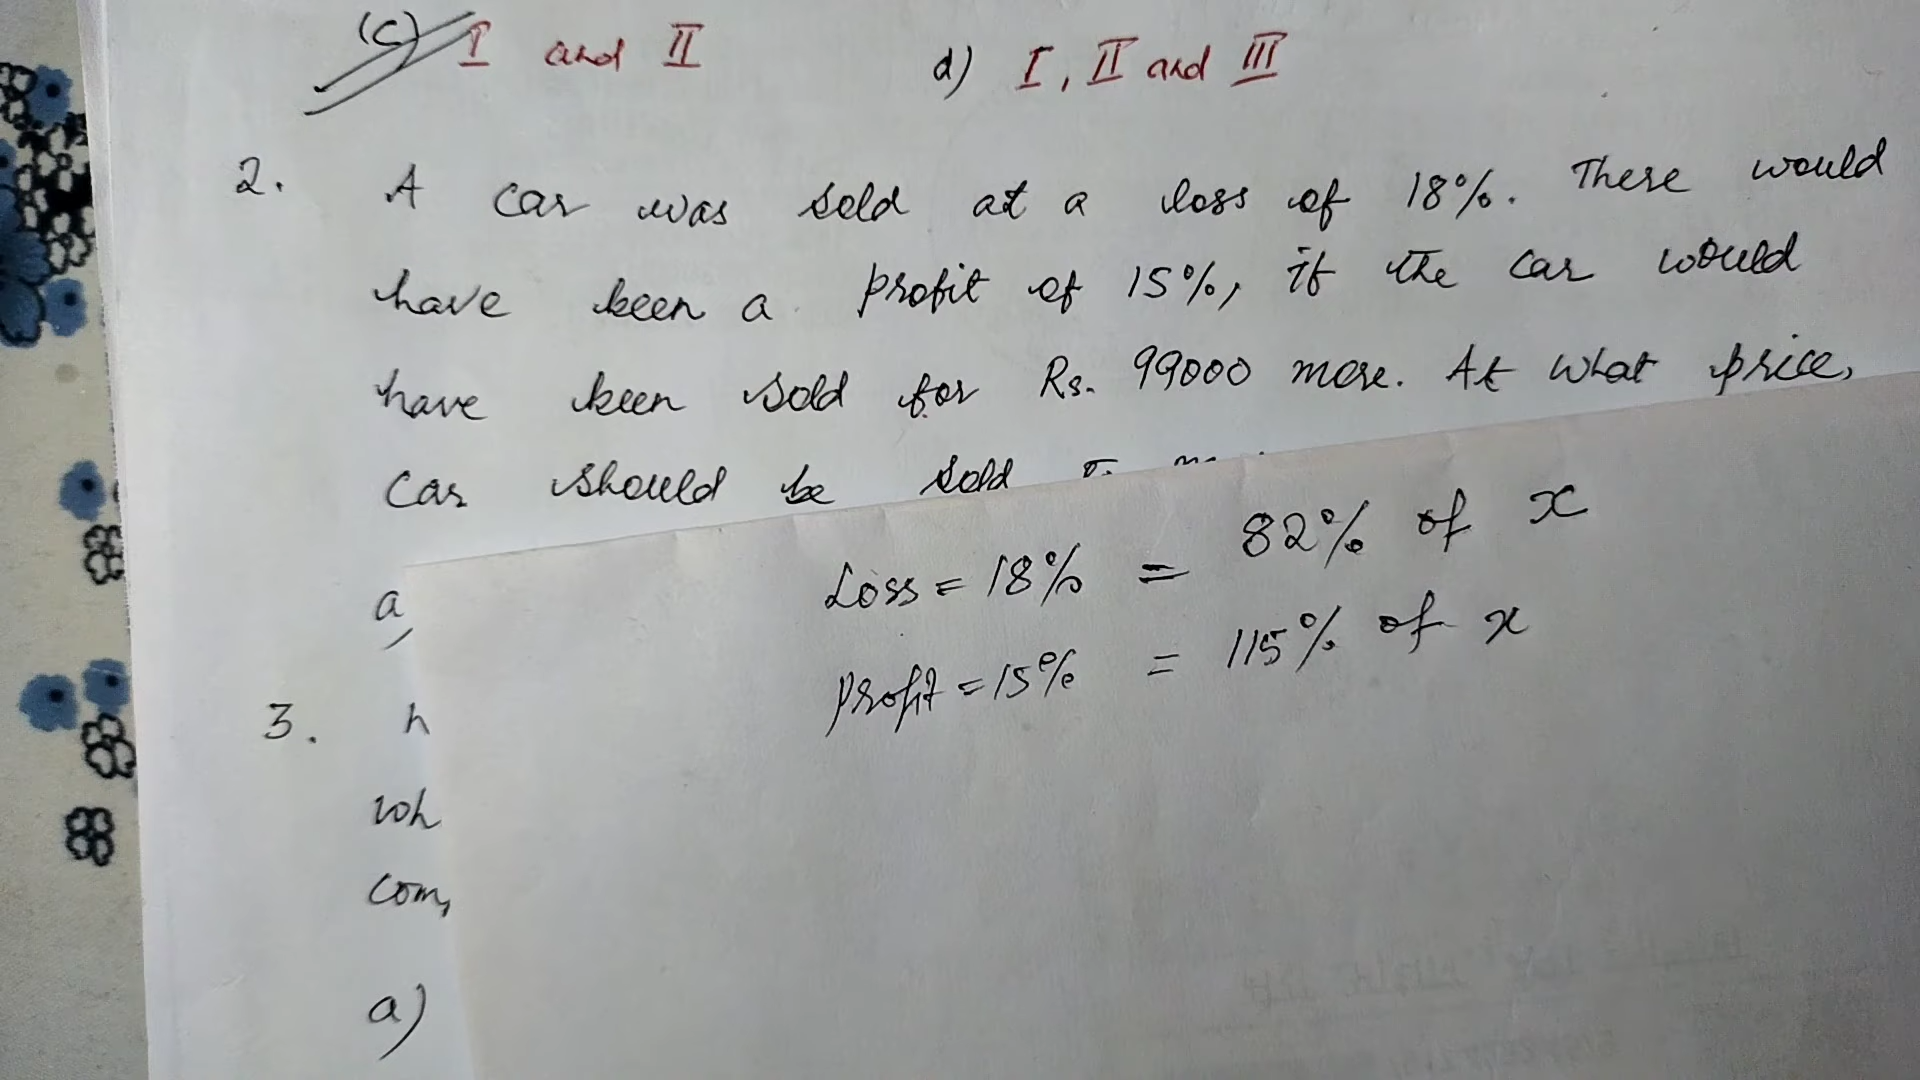 (c) I and II
d) I, II and III
2. A car was sold at a loss of 18%. There would
have been a profit of 15%, if the car would
have been sold for Rs. 99000 more. At what price,
car should be sold
a)
Loss = 18% = 82% of x
Profit = 15% = 115% of x
3.
com,
a)